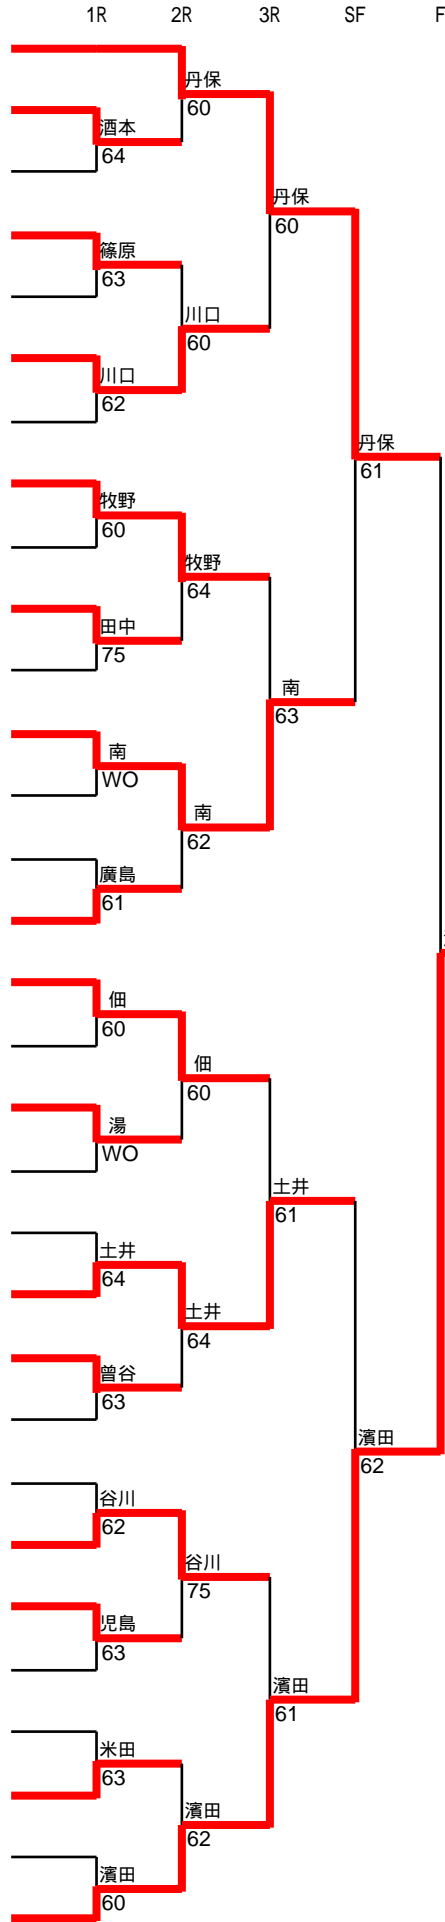 1R 2R 3R SF F
丹保
60
酒本
64
丹保
60
篠原
63
川口
60
川口
62
丹保
61
牧野
60
牧野
64
田中
75
南
63
南
WO
南
62
廣島
61
佃
60
佃
60
湯
WO
土井
61
土井
64
土井
64
曽谷
63
濱田
62
谷川
62
谷川
75
児島
63
濱田
61
米田
63
濱田
62
濱田
60